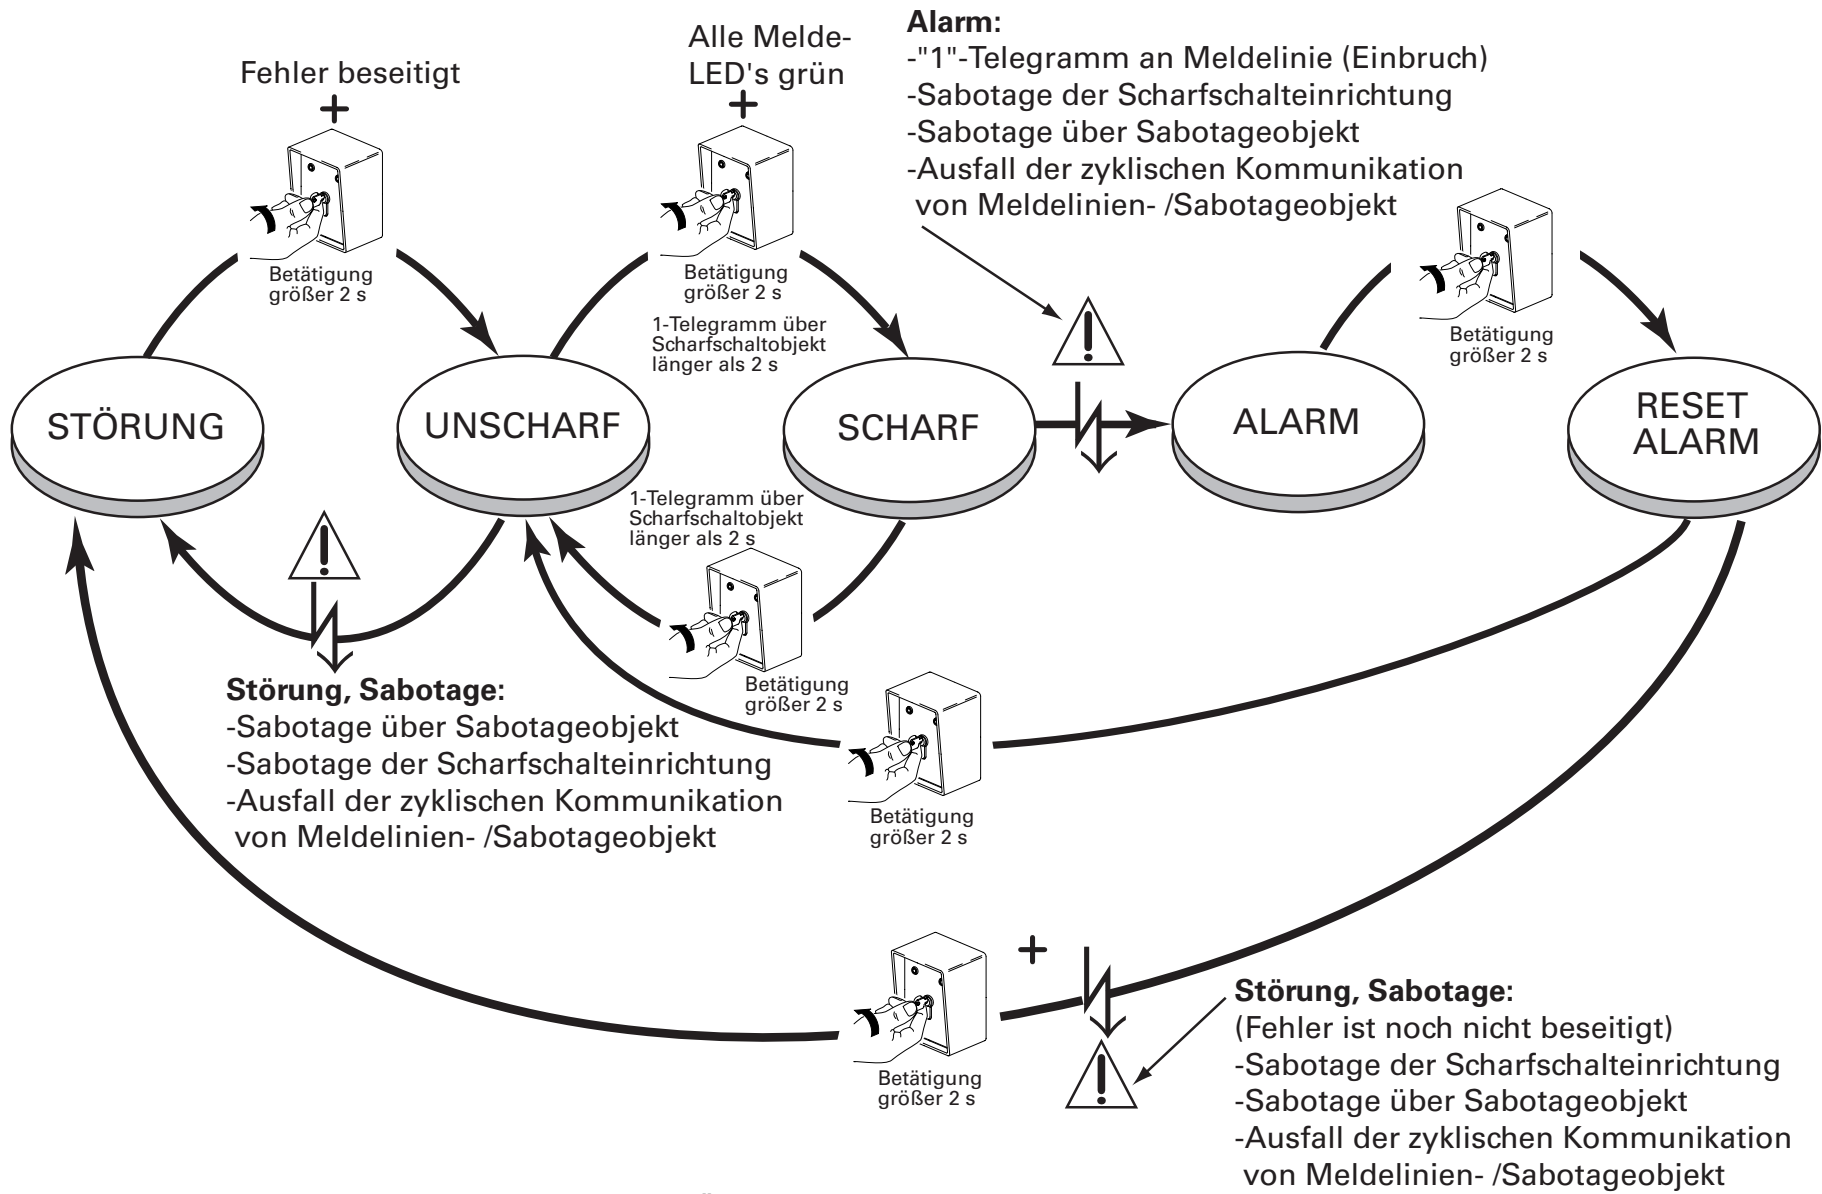 Fehler beseitigt
+
Betätigung
größer 2 s
Alle Melde-
LED's grün
+
Betätigung
größer 2 s
1-Telegramm über
Scharfschaltobjekt
länger als 2 s
Alarm:
-"1"-Telegramm an Meldelinie (Einbruch)
-Sabotage der Scharfschalteinrichtung
-Sabotage über Sabotageobjekt
-Ausfall der zyklischen Kommunikation
von Meldelinien- /Sabotageobjekt
Betätigung
größer 2 s
STÖRUNG
UNSCHARF
SCHARF
ALARM
RESET
ALARM
1-Telegramm über
Scharfschaltobjekt
länger als 2 s
Betätigung
größer 2 s
Störung, Sabotage:
-Sabotage über Sabotageobjekt
-Sabotage der Scharfschalteinrichtung
-Ausfall der zyklischen Kommunikation
von Meldelinien- /Sabotageobjekt
Betätigung
größer 2 s
+
Betätigung
größer 2 s
Störung, Sabotage:
(Fehler ist noch nicht beseitigt)
-Sabotage der Scharfschalteinrichtung
-Sabotage über Sabotageobjekt
-Ausfall der zyklischen Kommunikation
von Meldelinien- /Sabotageobjekt